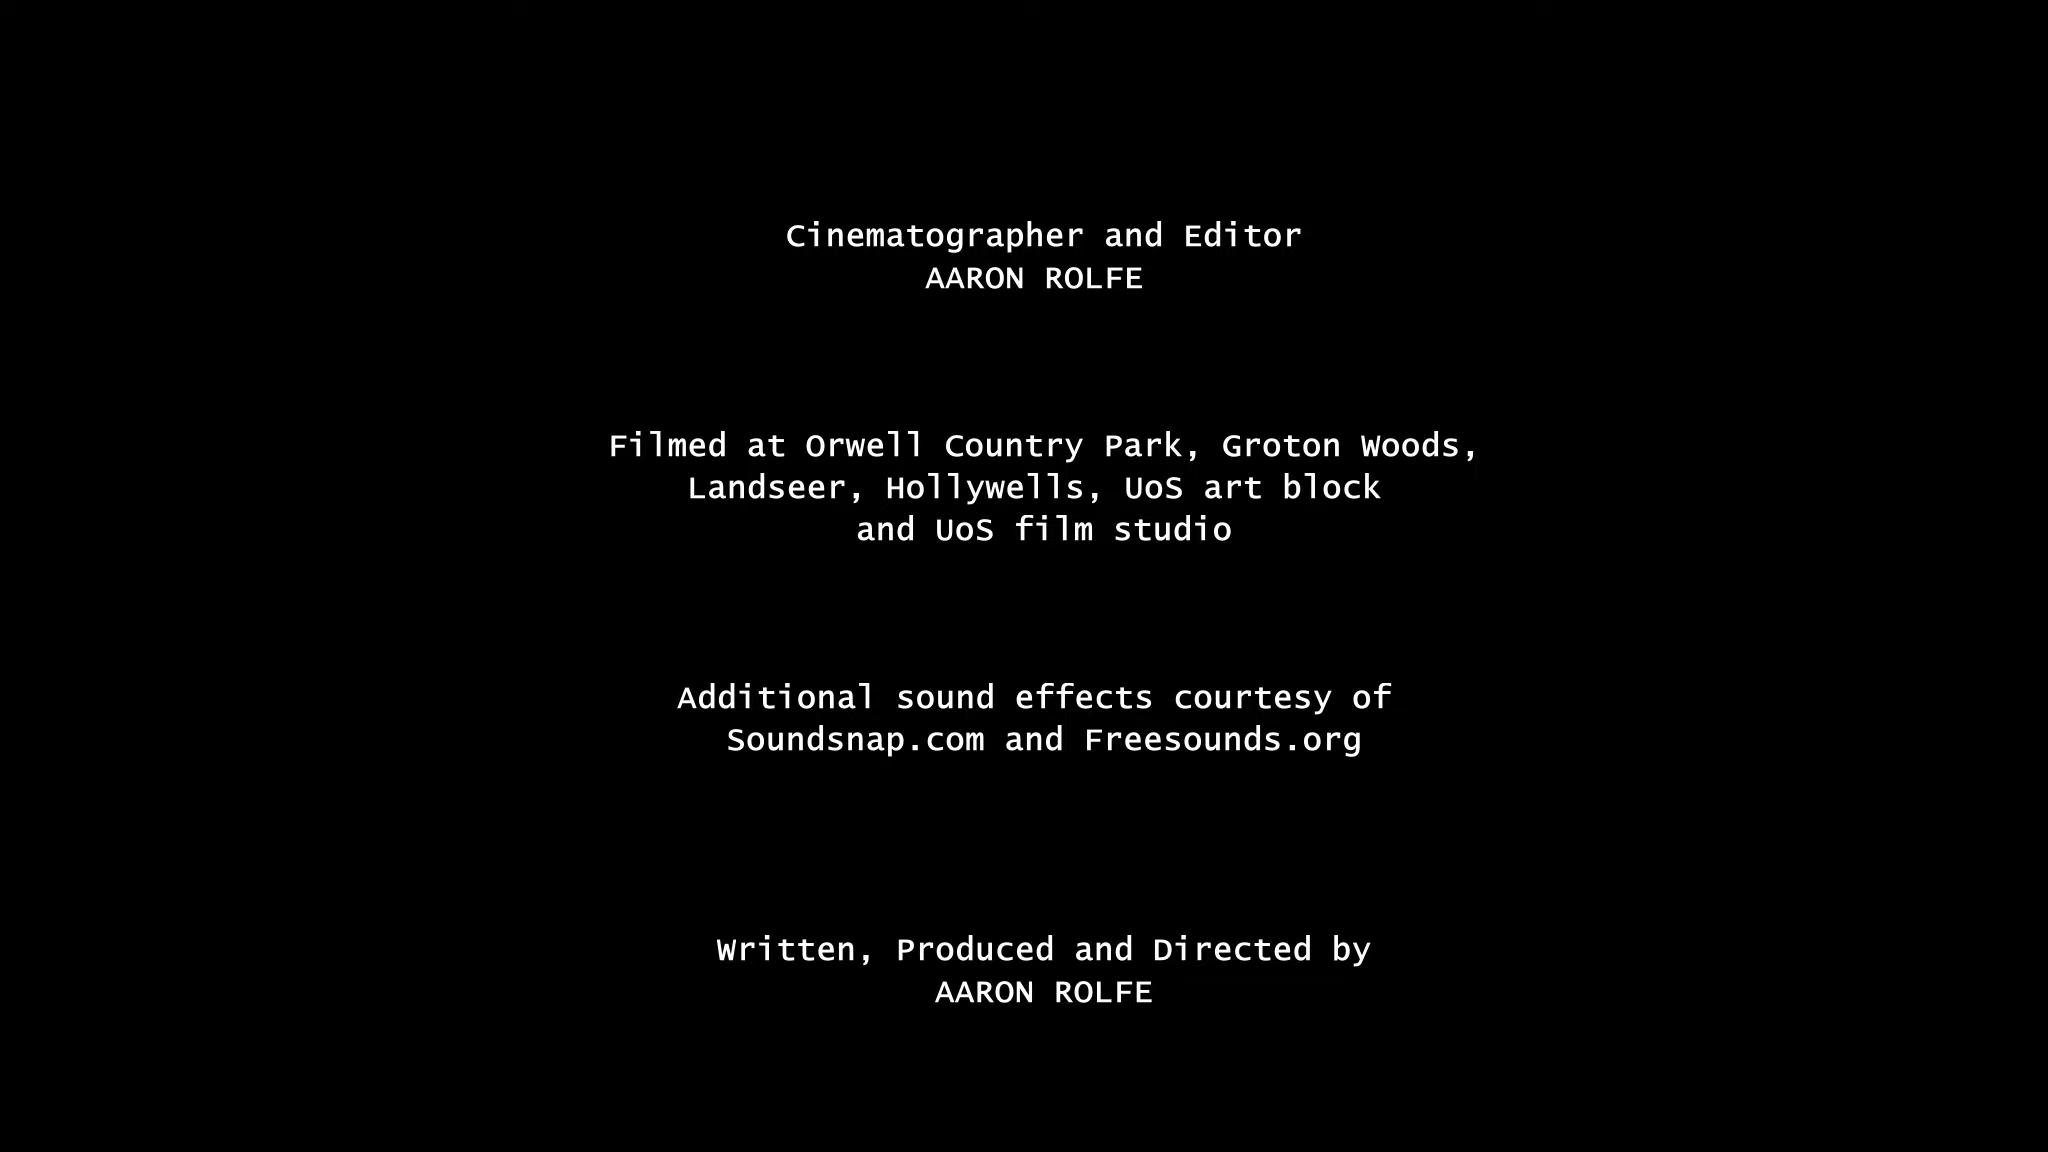 Cinematographer and Editor
AARON ROLFE
Filmed at Orwell Country Park, Groton Woods,
Landseer, Hollywells, UoS art block
and UoS film studio
Additional sound effects courtesy of
Soundsnap.com and Freesounds.org
Written, Produced and Directed by
AARON ROLFE